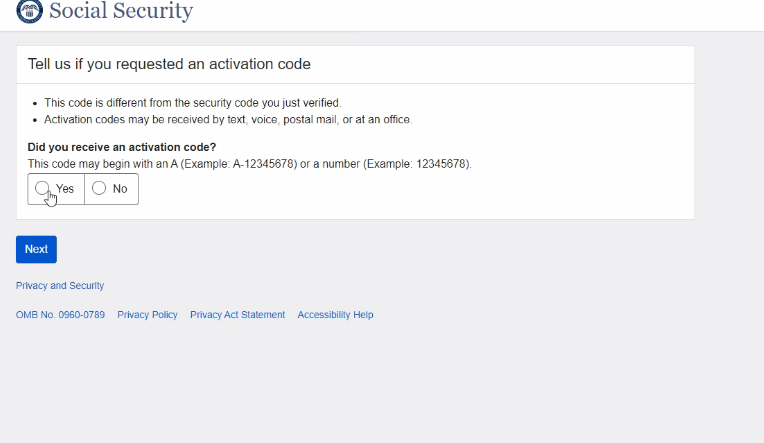 Social Security
Tell us if you requested an activation code
This code is different from the security code you just verified.
Activation codes may be received by text, voice, postal mail, or at an office.
Did you receive an activation code?
This code may begin with an A (Example: A-12345678) or a number (Example: 12345678).
Yes No
Next
Privacy and Security
OMB No. 0960-0789 Privacy Policy Privacy Act Statement Accessibility Help